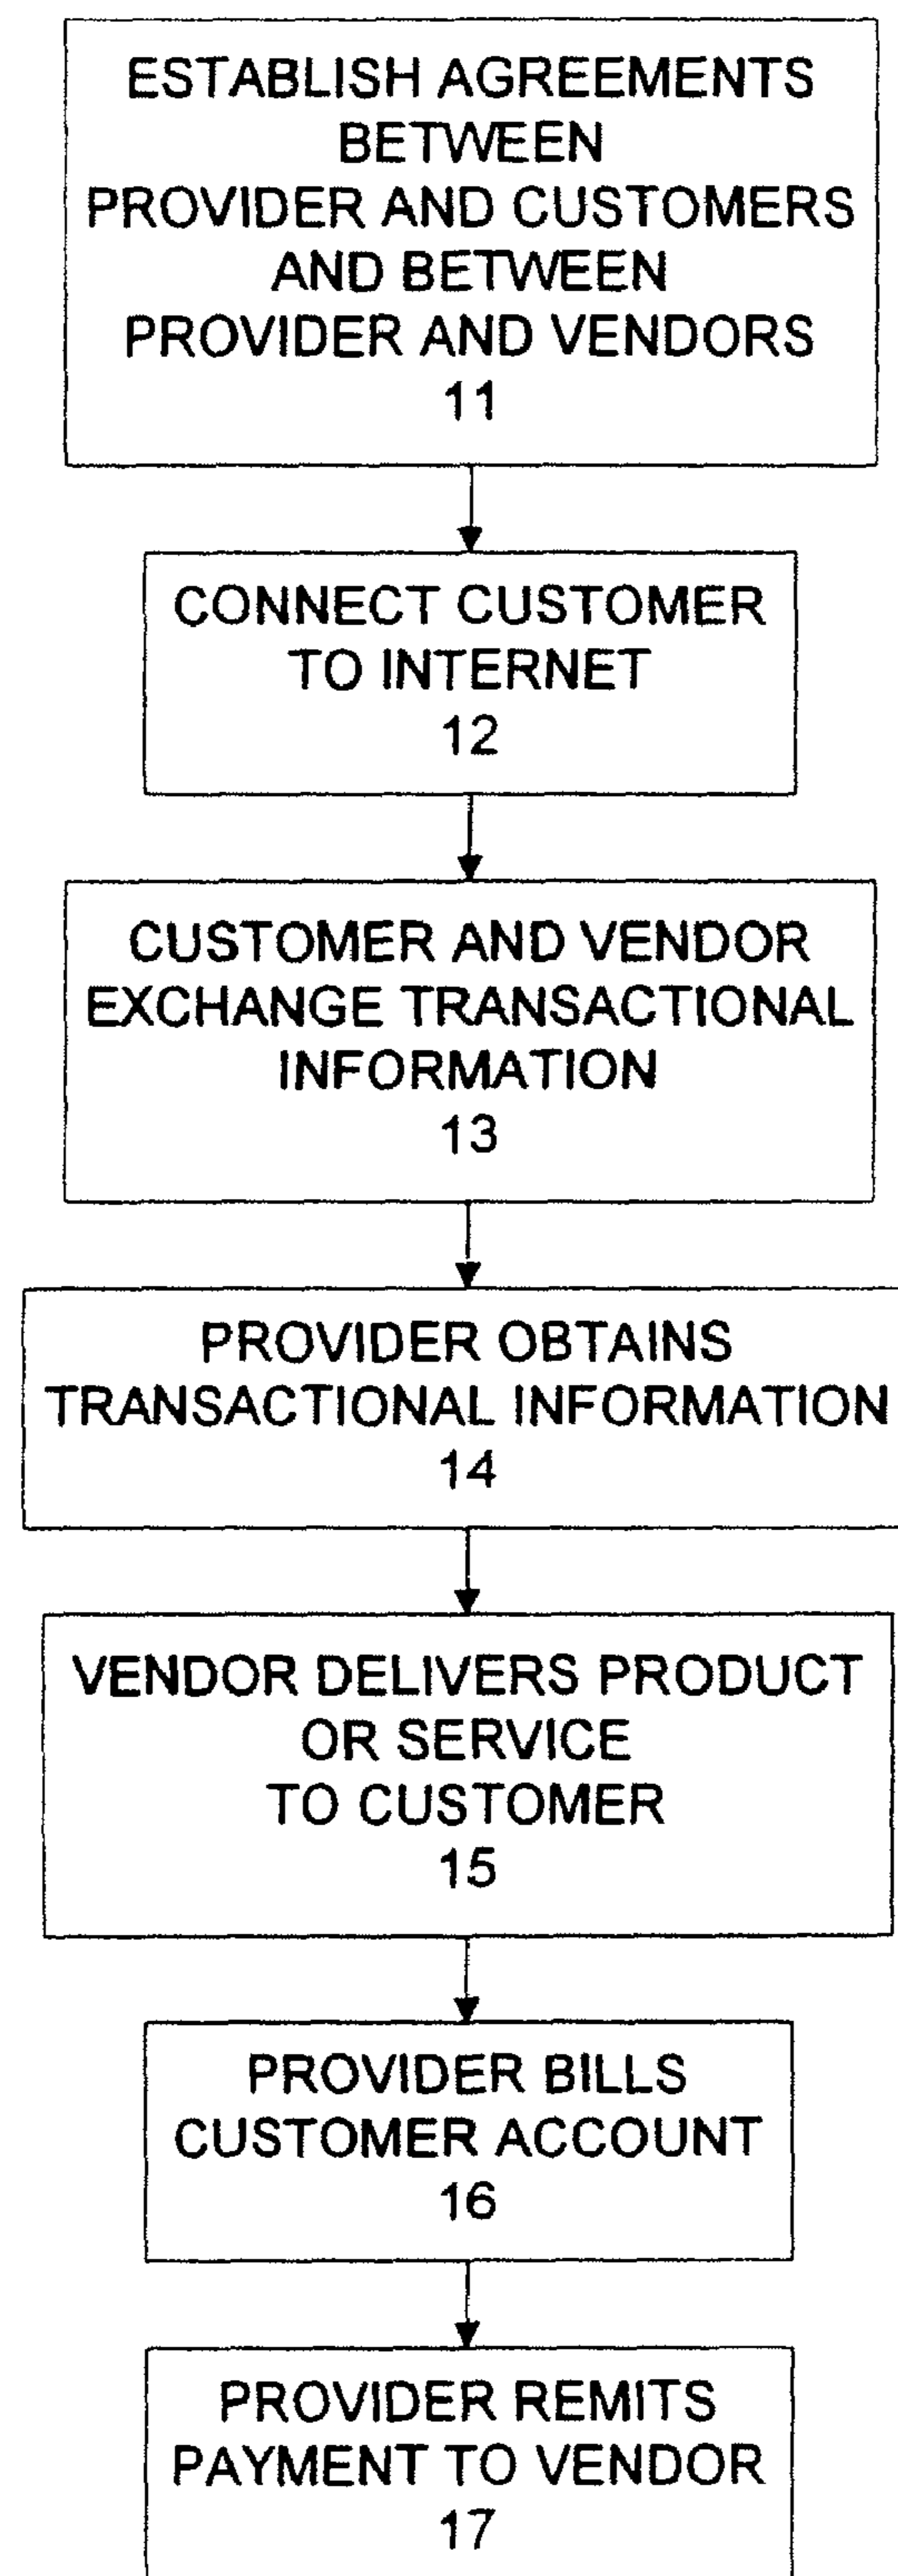 ESTABLISH AGREEMENTS
BETWEEN
PROVIDER AND CUSTOMERS
AND BETWEEN
PROVIDER AND VENDORS
11
CONNECT CUSTOMER
TO INTERNET
12
CUSTOMER AND VENDOR
EXCHANGE TRANSACTIONAL
INFORMATION
13
PROVIDER OBTAINS
TRANSACTIONAL INFORMATION
14
VENDOR DELIVERS PRODUCT
OR SERVICE
TO CUSTOMER
15
PROVIDER BILLS
CUSTOMER ACCOUNT
16
PROVIDER REMITS
PAYMENT TO VENDOR
17